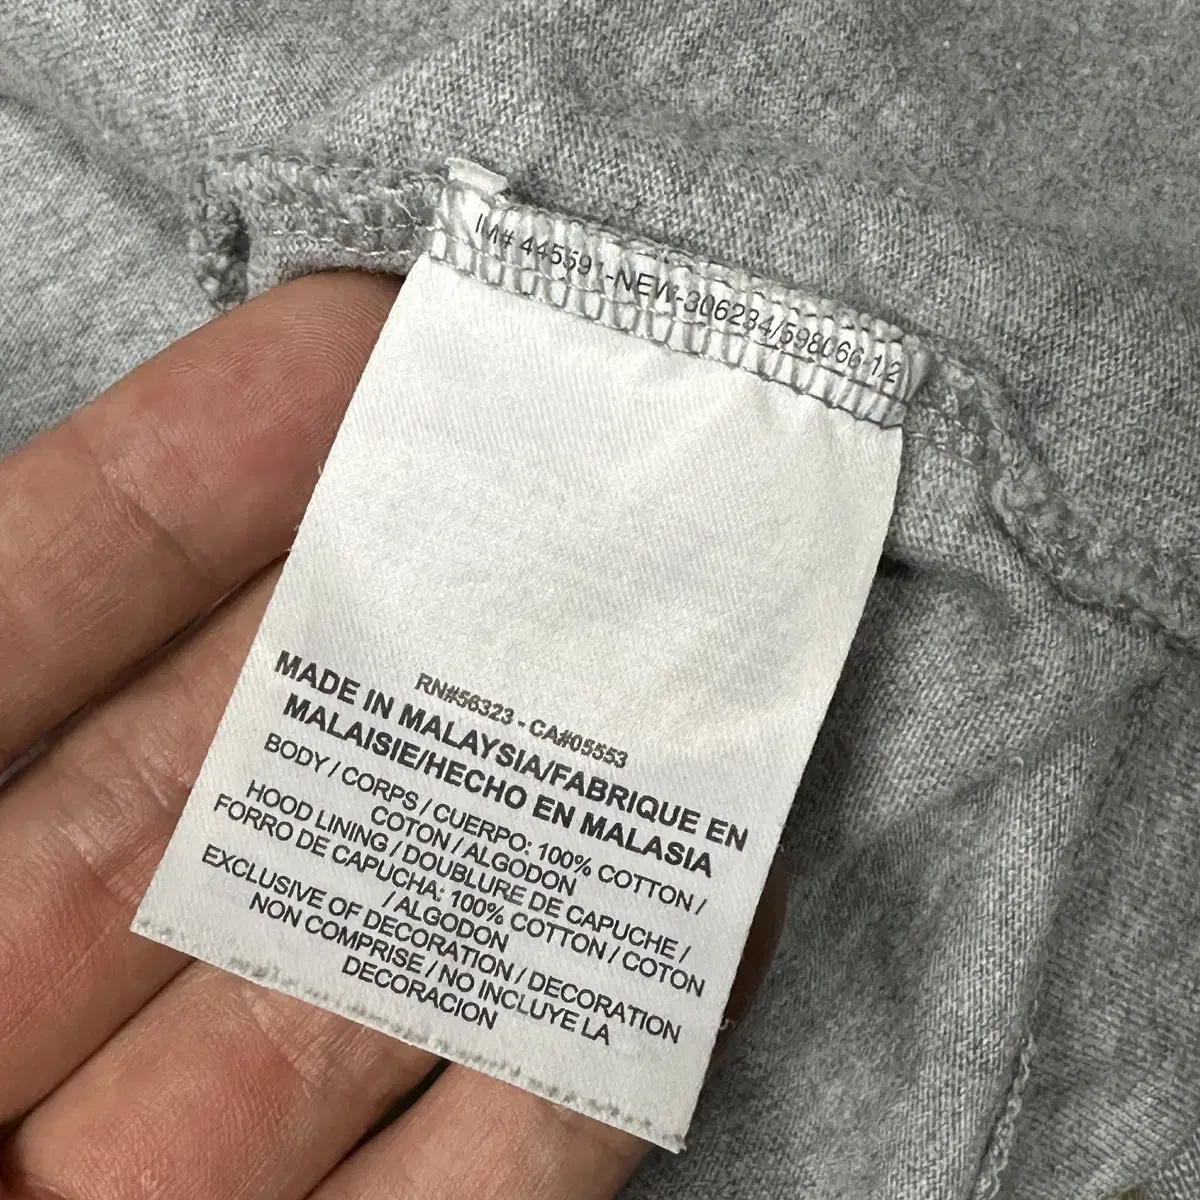 IM# 445591-NEW-306284/598066-1,2
RN#56323 - CA#05553
MADE IN MALAYSIA/FABRIQUE EN
MALAISIE/HECHO EN MALASIA
BODY / CORPS / CUERPO: 100% COTTON /
COTON / ALGODON
HOOD LINING / DOUBLURE DE CAPUCHE /
FORRO DE CAPUCHA: 100% COTTON / COTON
/ ALGODON
EXCLUSIVE OF DECORATION / DECORATION
NON COMPRISE / NO INCLUYE LA
DECORACION